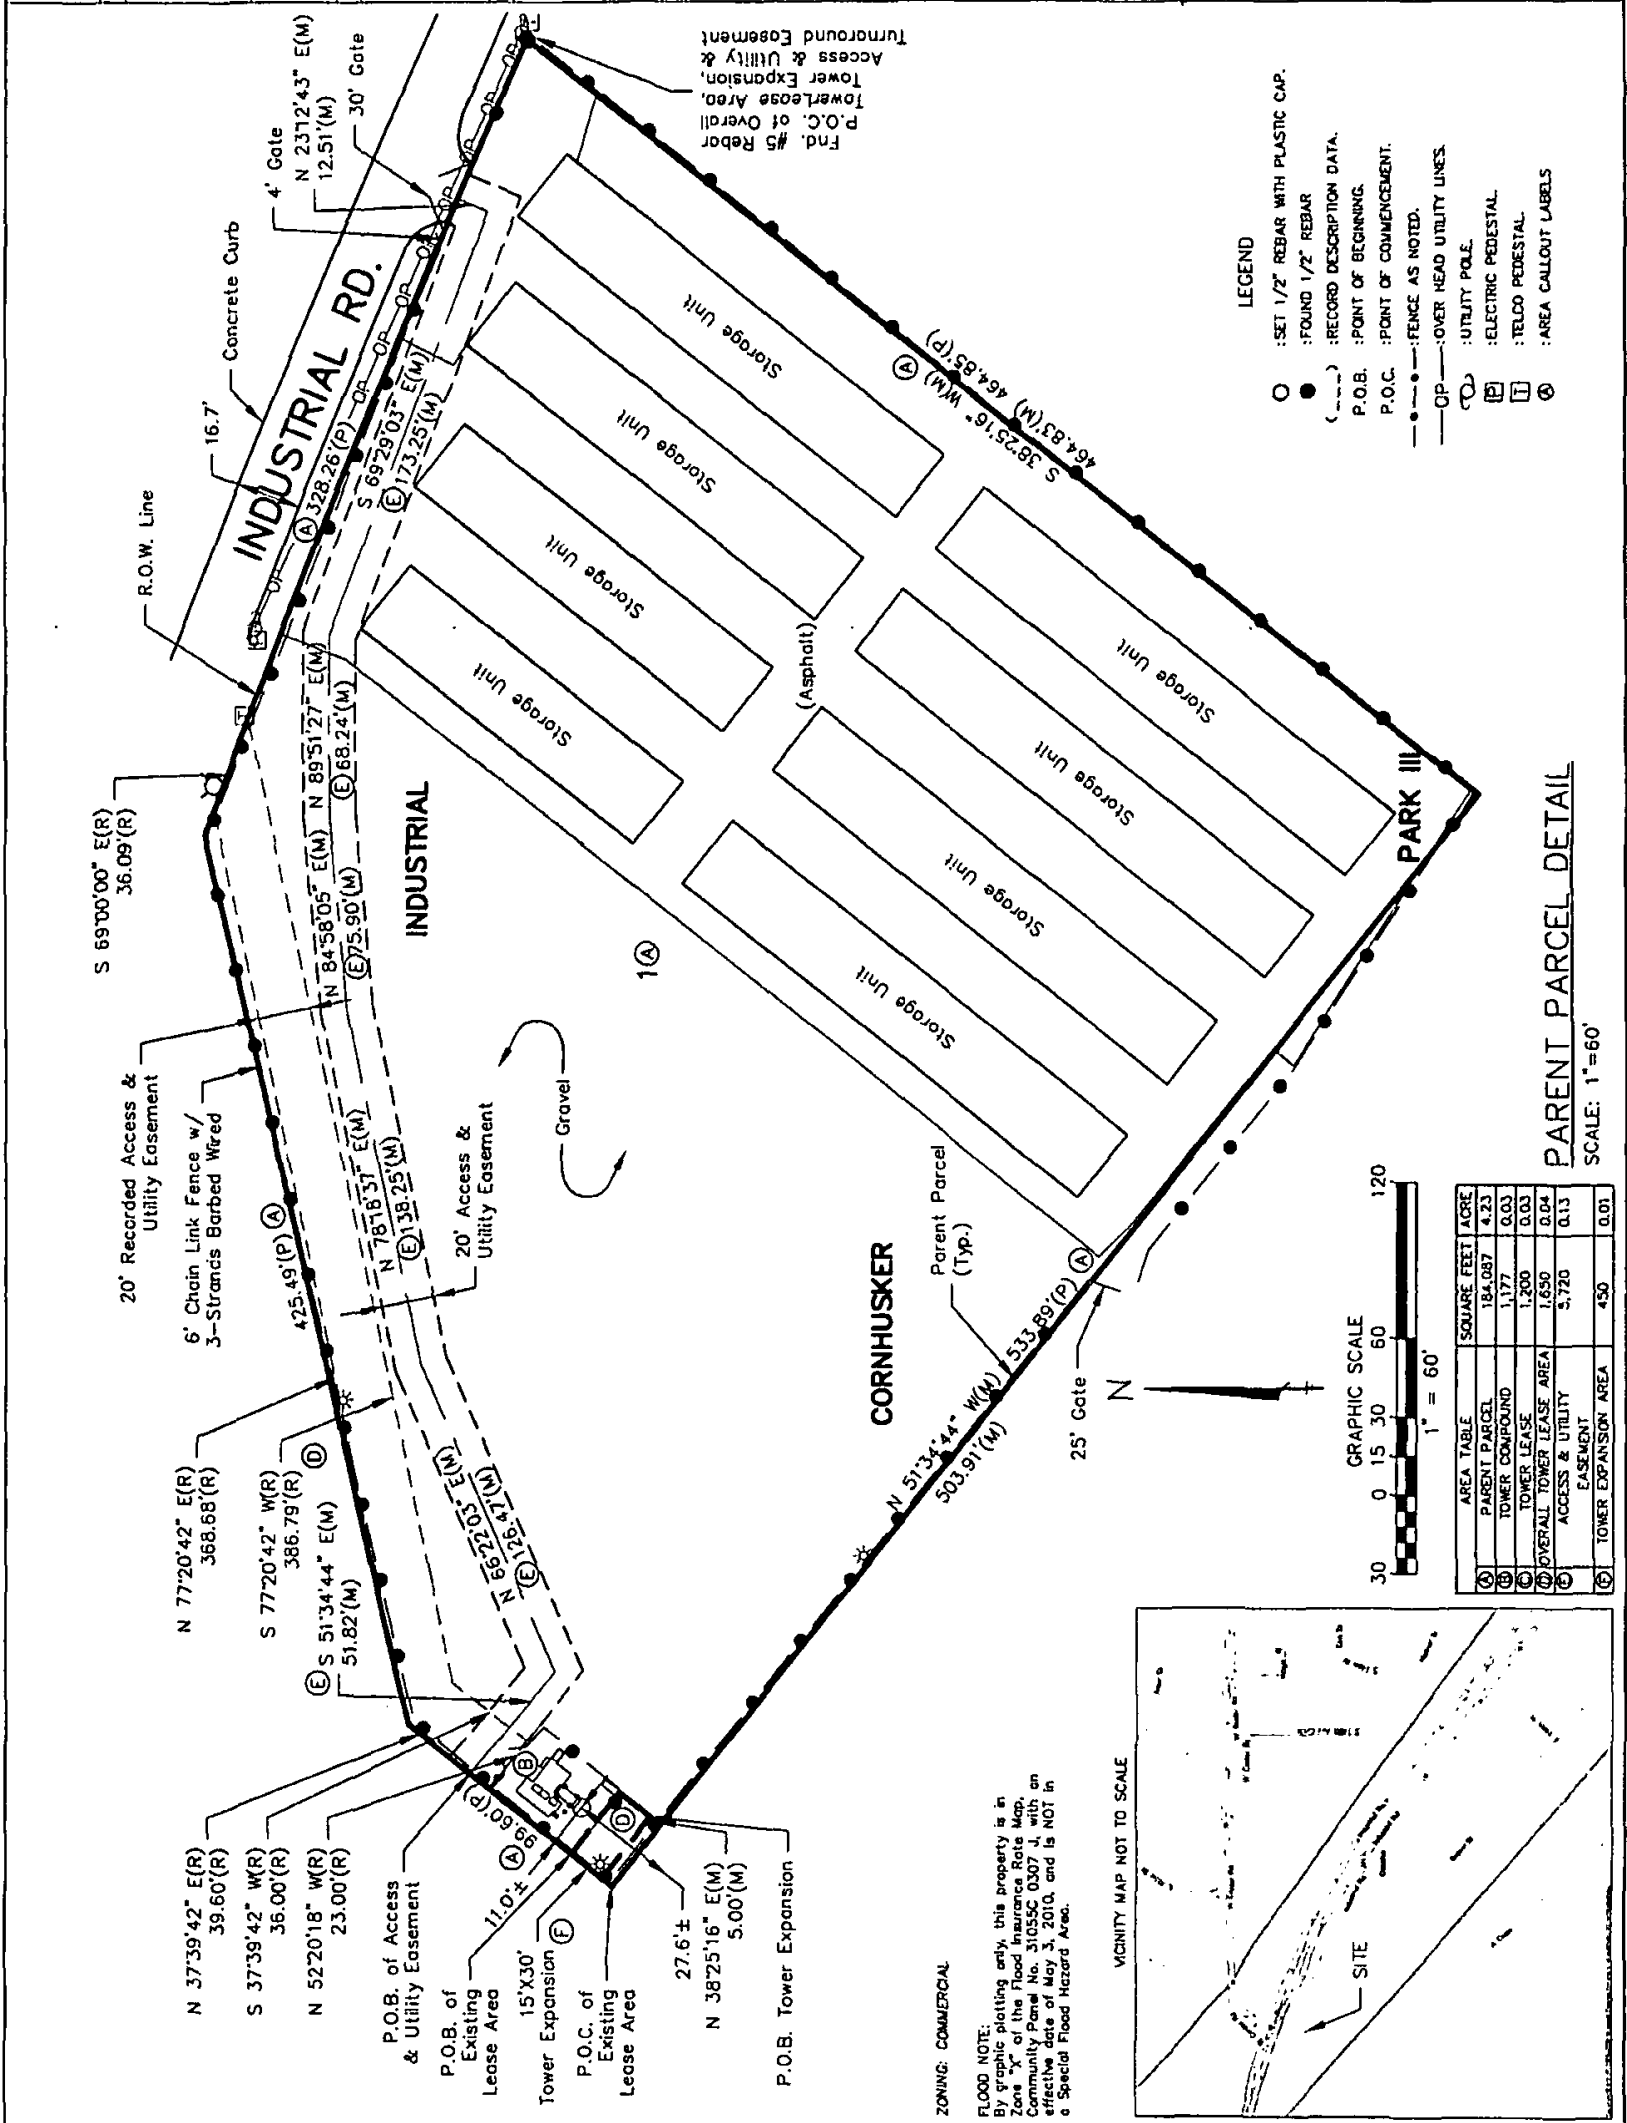 N 37°39'42" E(R)
39.60'(R)
S 37°39'42" W(R)
36.00'(R)
N 52°20'18" W(R)
23.00'(R)
P.O.B. of Access
& Utility Easement
P.O.B. of
Existing
Lease Area
15'X30'
Tower Expansion
F
P.O.C. of
Existing
Lease Area
27.6'±
N 38°25'16" E(M)
5.00'(M)
P.O.B. Tower Expansion
11.0'±
A
99.60'(P)
B
D
N 77°20'42" E(R)
368.68'(R)
S 77°20'42" W(R)
386.79'(R)
D
E S 51°34'44" E(M)
51.82'(M)
20' Recorded Access &
Utility Easement
6' Chain Link Fence w/
3-Strands Barbed Wired
425.49'(P) A
S 69°00'00" E(R)
36.09'(R)
R.O.W. Line
16.7'
Concrete Curb
INDUSTRIAL RD.
4' Gate
N 23°12'43" E(M)
12.51'(M)
30' Gate
A 328.26'(P)
OP
OP
OP
OP
OP
OP
OP
OP
OP
S 69°29'03" E(M)
E 173.25'(M)
N 89°51'27" E(M)
E 68.24'(M)
N 84°58'05" E(M)
E 75.90'(M)
N 78°18'37" E(M)
E 138.25'(M)
N 66°22'03" E(M)
E 126.47'(M)
20' Access &
Utility Easement
Gravel
INDUSTRIAL
1 A
CORNHUSKER
PARK III
Parent Parcel
(Typ.)
N 51°34'44" W(M) 533.89'(P) A
503.91'(M)
25' Gate
Storage Unit
Storage Unit
Storage Unit
Storage Unit
(Asphalt)
Storage Unit
Storage Unit
Storage Unit
Storage Unit
Fnd. #5 Rebar
P.O.C. of Overall
TowerLease Area,
Tower Expansion,
Access & Utility &
Turnaround Easement
A
S 38°25'16" W(M)
464.83'(M) 464.85'(P)
LEGEND
:SET 1/2" REBAR WITH PLASTIC CAP.
:FOUND 1/2" REBAR
(___) :RECORD DESCRIPTION DATA.
P.O.B. :POINT OF BEGINNING.
P.O.C. :POINT OF COMMENCEMENT.
:FENCE AS NOTED.
OP :OVER HEAD UTILITY LINES.
:UTILITY POLE.
P :ELECTRIC PEDESTAL.
T :TELCO PEDESTAL.
A :AREA CALLOUT LABELS
N
GRAPHIC SCALE
30 0 15 30 60 120
1" = 60'
PARENT PARCEL DETAIL
SCALE: 1"=60'
AREA TABLE SQUARE FEET ACRE
A PARENT PARCEL 184,087 4.23
B TOWER COMPOUND 1,177 0.03
C TOWER LEASE 1,200 0.03
D OVERALL TOWER LEASE AREA 1,650 0.04
E ACCESS & UTILITY 5,720 0.13
EASEMENT
F TOWER EXPANSION AREA 450 0.01
ZONING: COMMERCIAL
FLOOD NOTE:
By graphic plotting only, this property is in
Zone "X" of the Flood Insurance Rate Map,
Community Panel No. 31055C 0307 J, with an
effective date of May 3, 2010, and is NOT in
a Special Flood Hazard Area.
VICINITY MAP NOT TO SCALE
SITE